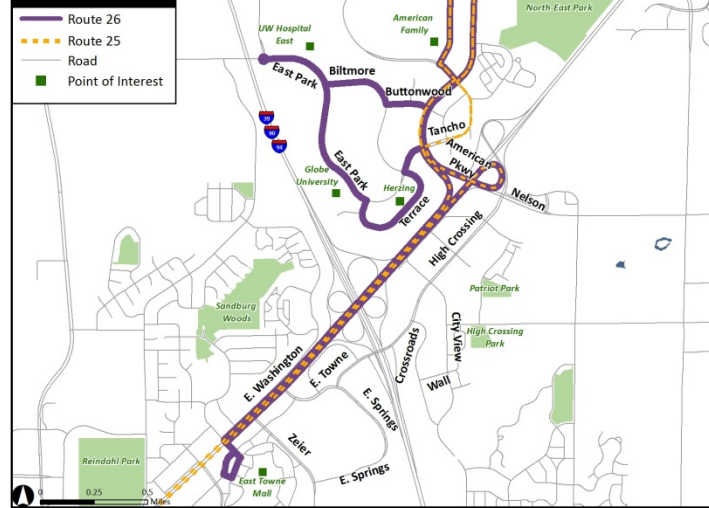 Route 26
Route 25
Road
Point of Interest
UW Hospital
East
American
Family
North-East Park
East Park
Biltmore
Buttonwood
39
90
94
Tancho
American
Pkwy
East Park
Globe
University
Herzing
Terrace
Nelson
High Crossing
Sandburg
Woods
Patriot Park
High Crossing
Park
City View
Crossroads
E. Washington
E. Towne
Wall
E. Springs
Zeier
E. Springs
Reindahl Park
East Towne
Mall
0 0.25 0.5
Miles